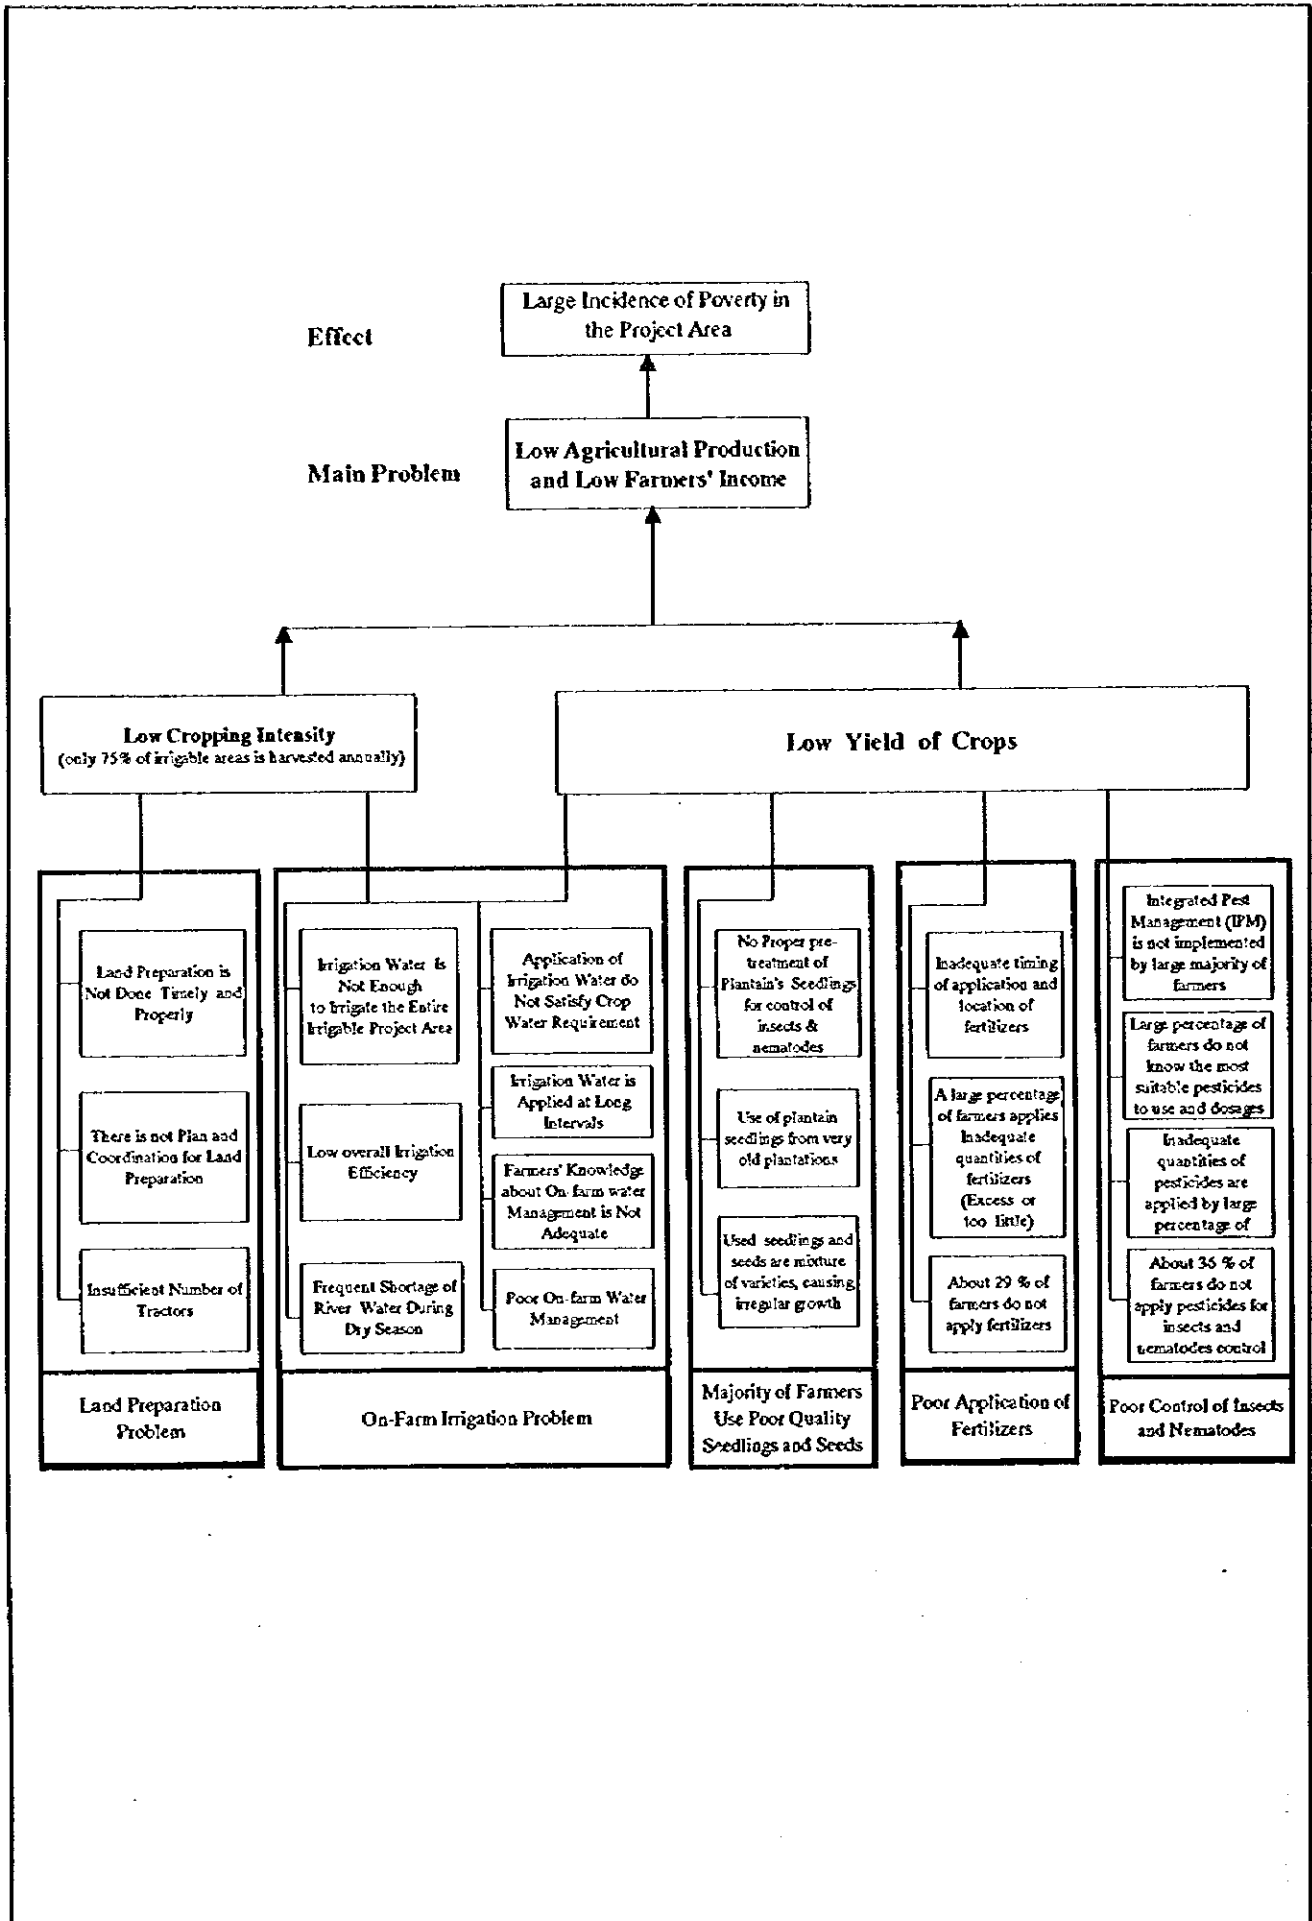 Effect
Large Incidence of Poverty in
the Project Area
Main Problem
Low Agricultural Production
and Low Farmers' Income
Low Cropping Intensity
(only 75% of irrigable areas is harvested annually)
Low Yield of Crops
Land Preparation is
Not Done Timely and
Properly
There is not Plan and
Coordination for Land
Preparation
Insufficient Number of
Tractors
Land Preparation
Problem
Irrigation Water is
Not Enough
to Irrigate the Entire
Irrigable Project Area
Low overall Irrigation
Efficiency
Frequent Shortage of
River Water During
Dry Season
Application of
Irrigation Water do
Not Satisfy Crop
Water Requirement
Irrigation Water is
Applied at Long
Intervals
Farmers' Knowledge
about On-farm water
Management is Not
Adequate
Poor On-farm Water
Management
On-Farm Irrigation Problem
No Proper pre-
treatment of
Plantain's Seedlings
for control of
insects &
nematodes
Use of plantain
seedlings from very
old plantations
Used seedlings and
seeds are mixture
of varieties, causing
irregular growth
Majority of Farmers
Use Poor Quality
Seedlings and Seeds
Inadequate timing
of application and
location of
fertilizers
A large percentage
of farmers applies
Inadequate
quantities of
fertilizers
(Excess or
too little)
About 29 % of
farmers do not
apply fertilizers
Poor Application of
Fertilizers
Integrated Pest
Management (IPM)
is not implemented
by large majority of
farmers
Large percentage of
farmers do not
know the most
suitable pesticides
to use and dosages
Inadequate
quantities of
pesticides are
applied by large
percentage of
About 36 % of
farmers do not
apply pesticides for
insects and
nematodes control
Poor Control of Insects
and Nematodes